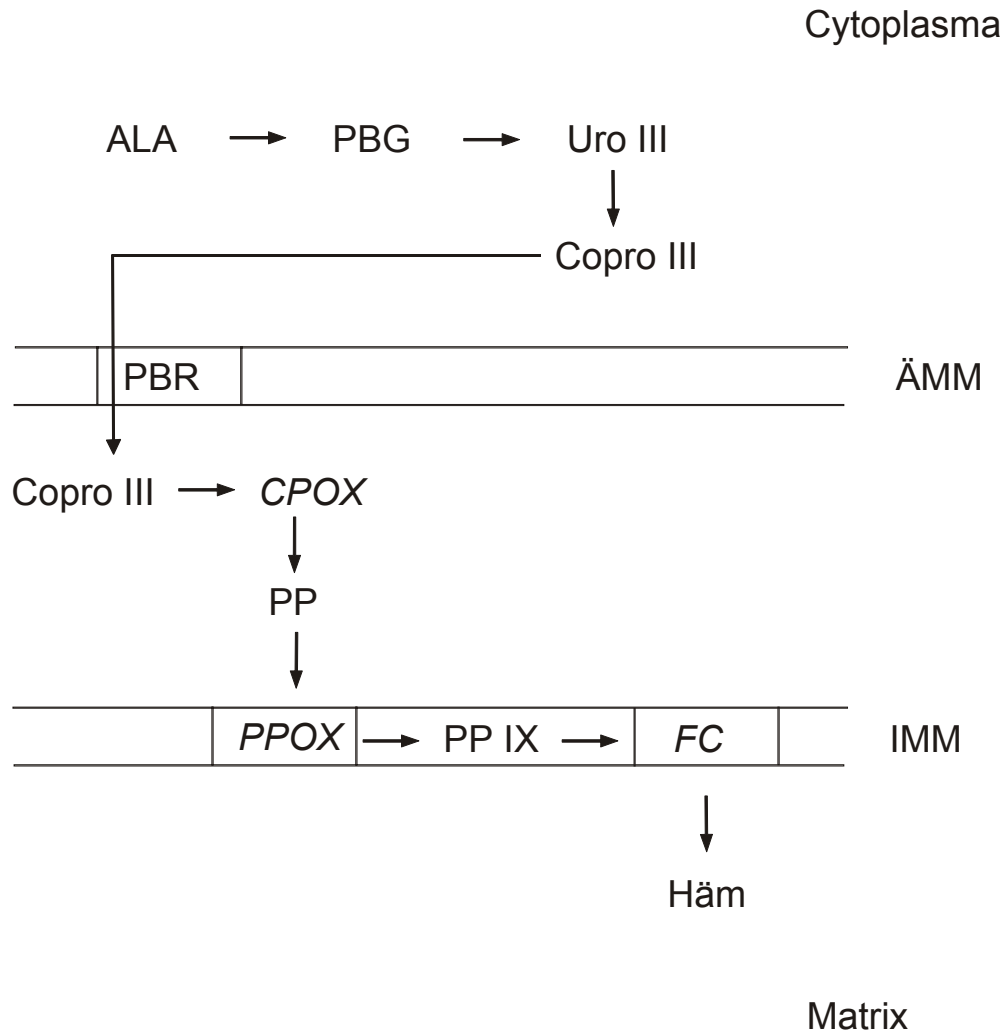 Cytoplasma
ALA PBG Uro III
Copro III
PBR ÄMM
Copro III CPOX
PP
PPOX PP IX FC IMM
Häm
Matrix